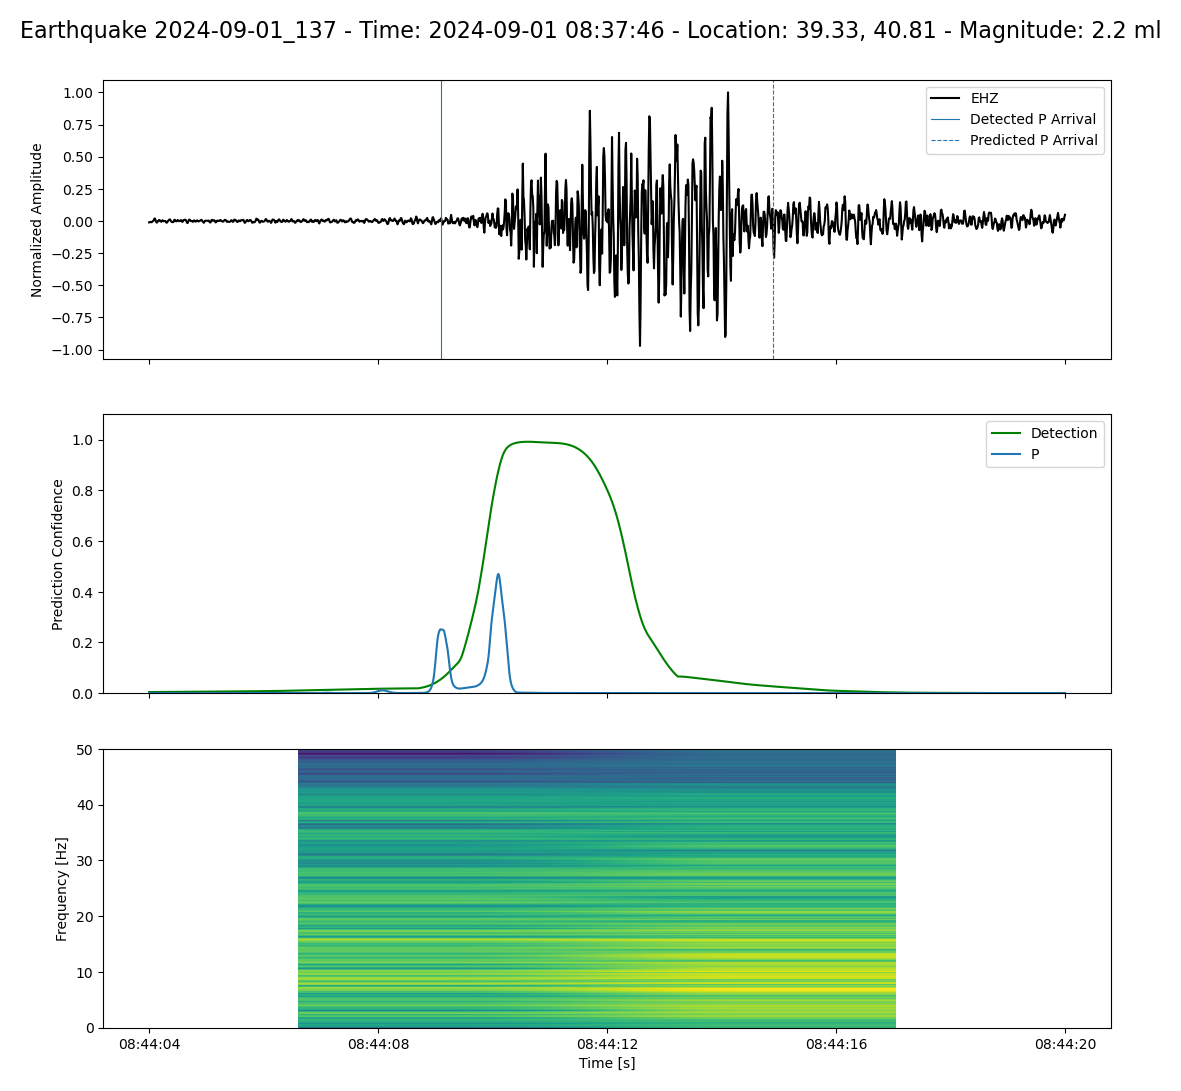 Earthquake 2024-09-01_137 - Time: 2024-09-01 08:37:46 - Location: 39.33, 40.81 - Magnitude: 2.2 ml
1.00
0.75
0.50
0.25
0.00
−0.25
−0.50
−0.75
−1.00
Normalized Amplitude
EHZ
Detected P Arrival
Predicted P Arrival
1.0
0.8
0.6
0.4
0.2
0.0
Prediction Confidence
Detection
P
50
40
30
20
10
0
Frequency [Hz]
08:44:04
08:44:08
08:44:12
08:44:16
08:44:20
Time [s]